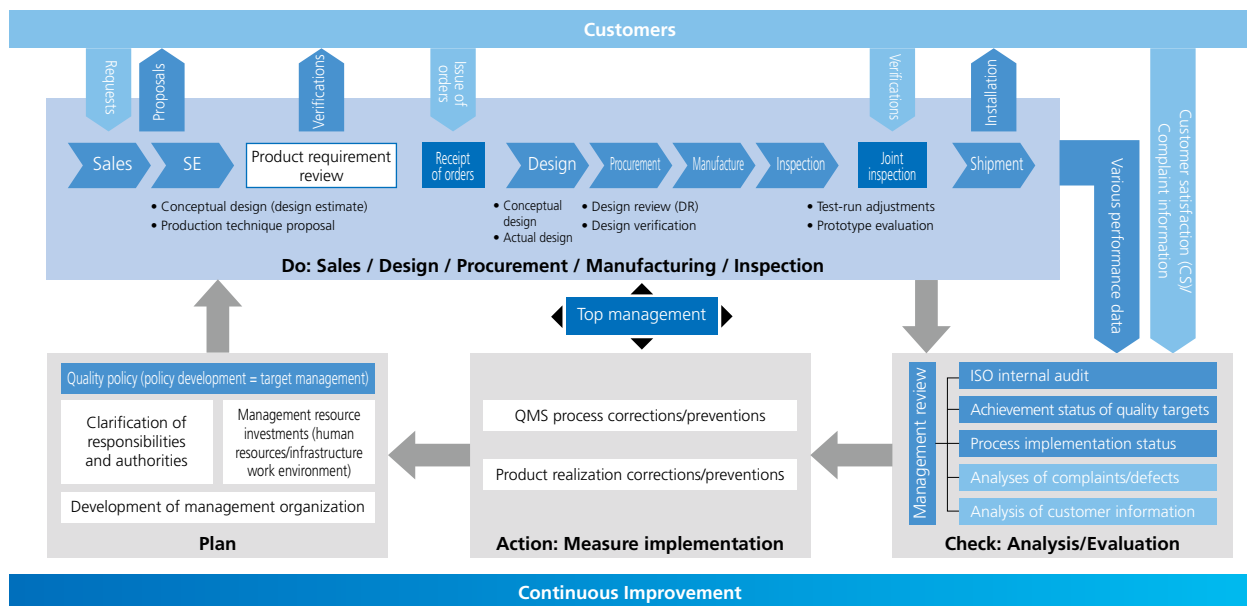 Customers
Requests
Proposals
Verifications
Issue of
orders
Verifications
Installation
Customer satisfaction (CS)/
Complaint information
Various performance data
Sales
SE
Product requirement
review
Receipt
of orders
Design
Procurement
Manufacture
Inspection
Joint
inspection
Shipment
• Conceptual design (design estimate)
• Production technique proposal
• Conceptual
design
• Actual design
• Design review (DR)
• Design verification
• Test-run adjustments
• Prototype evaluation
Do: Sales / Design / Procurement / Manufacturing / Inspection
Top management
Quality policy (policy development = target management)
Clarification of
responsibilities
and authorities
Management resource
investments (human
resources/infrastructure
work environment)
Development of management organization
Plan
QMS process corrections/preventions
Product realization corrections/preventions
Action: Measure implementation
Management review
ISO internal audit
Achievement status of quality targets
Process implementation status
Analyses of complaints/defects
Analysis of customer information
Check: Analysis/Evaluation
Continuous Improvement